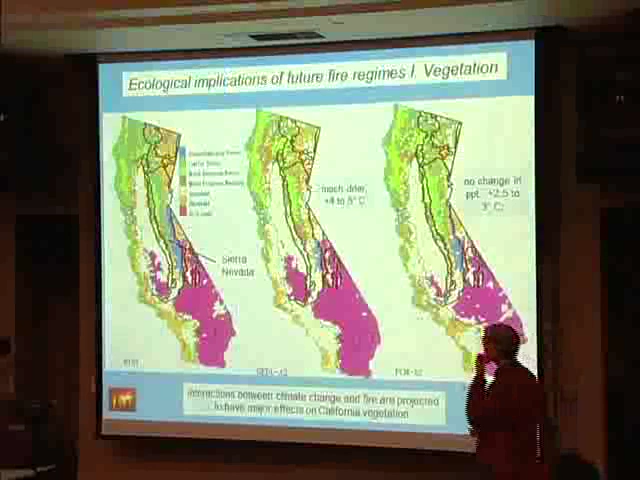 Ecological implications of future fire regimes I. Vegetation
much drier,
+4 to 5° C
no change in
ppt., +2.5 to
3° C
Sierra
Nevada
Interactions between climate change and fire are projected
to have major effects on California vegetation